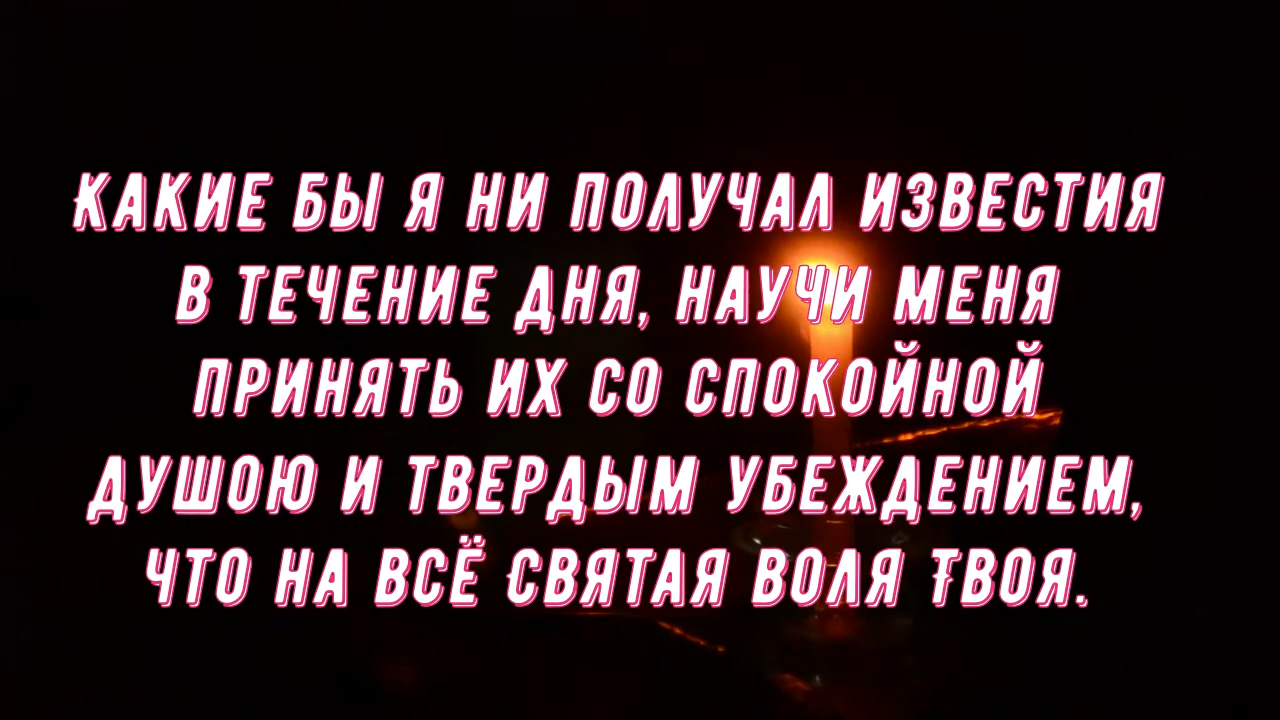 Какие бы я ни получал известия
в течение дня, научи меня
принять их со спокойной
душою и твердым убеждением,
что на всё Святая воля Твоя.